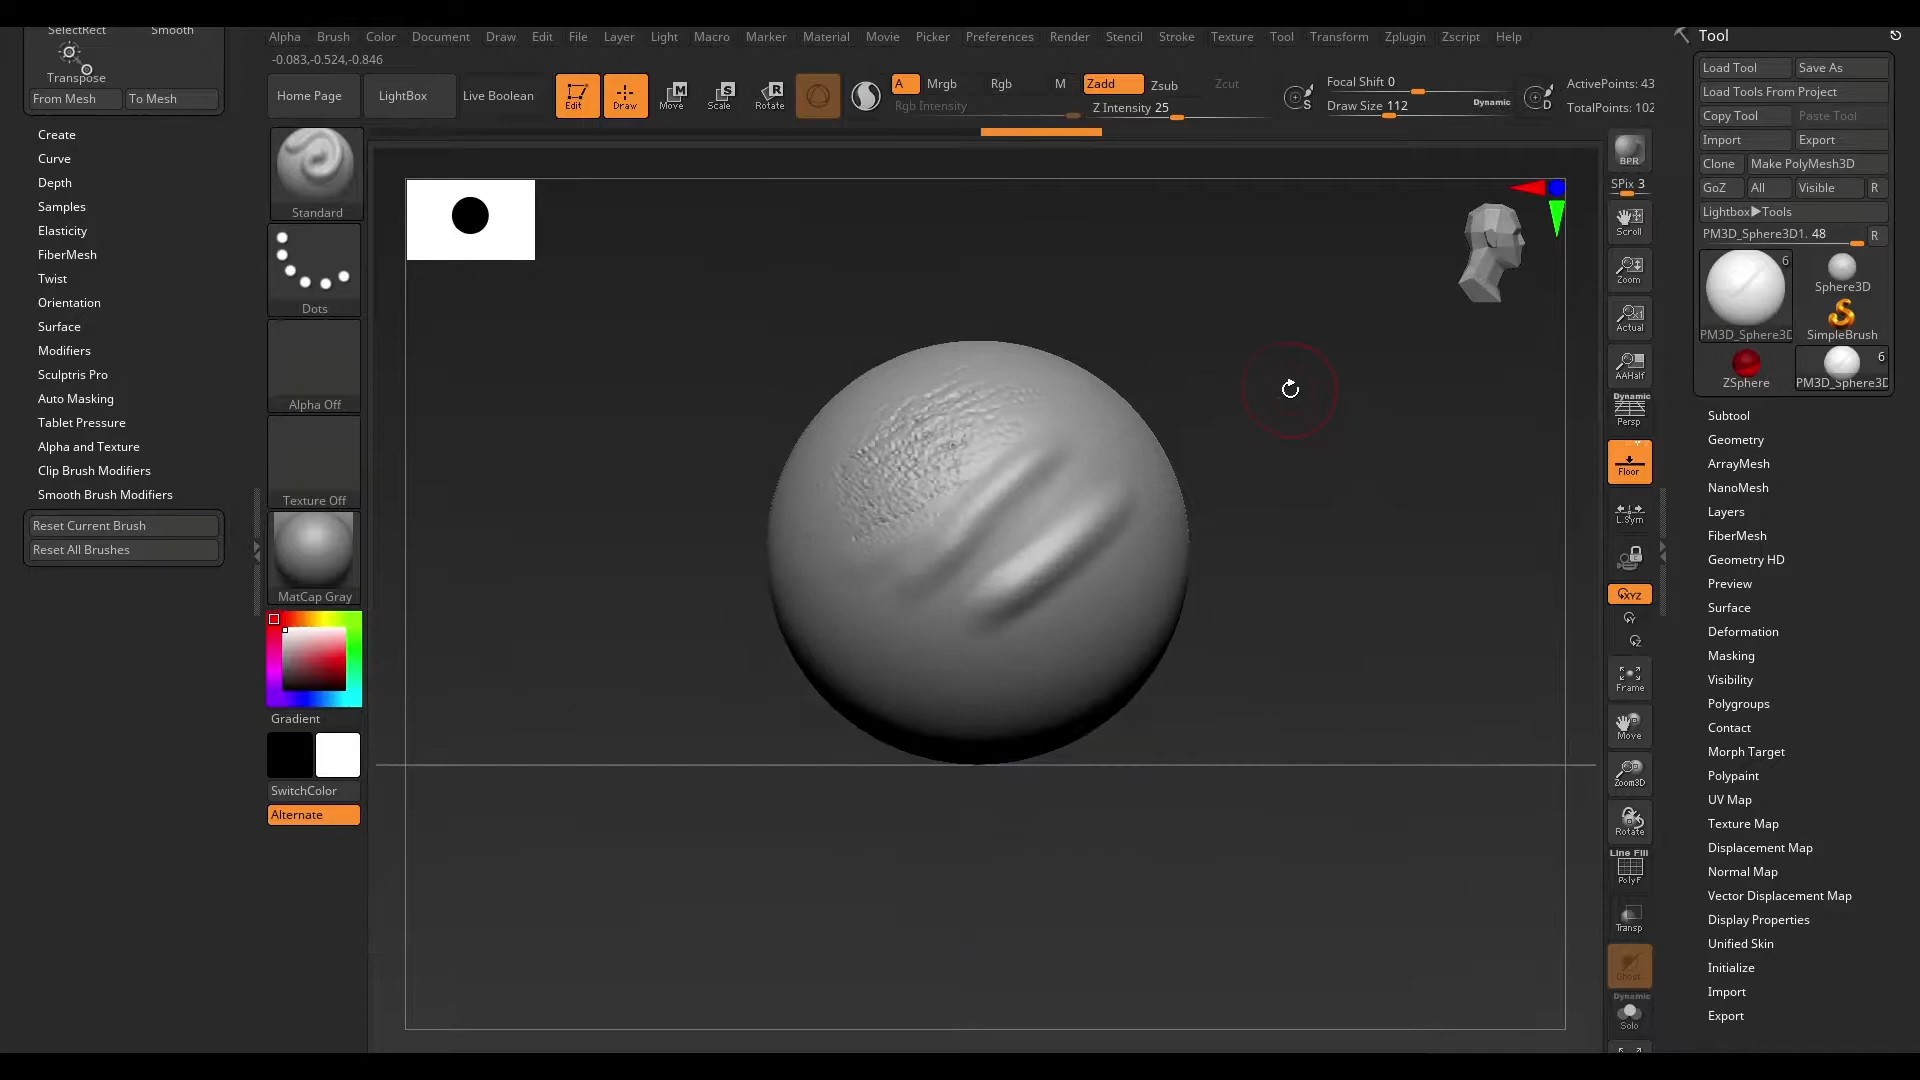 SelectRect Smooth
Transpose
From Mesh To Mesh
Create
Curve
Depth
Samples
Elasticity
FiberMesh
Twist
Orientation
Surface
Modifiers
Sculptris Pro
Auto Masking
Tablet Pressure
Alpha and Texture
Clip Brush Modifiers
Smooth Brush Modifiers
Reset Current Brush
Reset All Brushes
Alpha Brush Color Document Draw Edit File Layer Light Macro Marker Material Movie Picker Preferences Render Stencil Stroke Texture Tool Transform Zplugin Zscript Help
-0.083,-0.524,-0.846
Home Page LightBox Live Boolean Edit Draw Move Scale Rotate
M S R
A Mrgb Rgb M Zadd Zsub Zcut
Rgb Intensity Z Intensity 25
S Focal Shift 0
Draw Size 112 Dynamic D
ActivePoints: 43
TotalPoints: 102
Standard
Dots
Alpha Off
Texture Off
MatCap Gray
Gradient
SwitchColor
Alternate
BPR
SPix 3
Scroll
Zoom
Actual
AAHalf
Dynamic
Persp
Floor
L.Sym
XYZ
Y
Z
Frame
Move
Zoom3D
Rotate
Line Fill
PolyF
Transp
Ghost
Dynamic
Solo
Tool
Load Tool Save As
Load Tools From Project
Copy Tool Paste Tool
Import Export
Clone Make PolyMesh3D
GoZ All Visible R
Lightbox▶Tools
PM3D_Sphere3D1. 48 R
6
Sphere3D
PM3D_Sphere3D SimpleBrush
6
ZSphere PM3D_Sphere3D
Subtool
Geometry
ArrayMesh
NanoMesh
Layers
FiberMesh
Geometry HD
Preview
Surface
Deformation
Masking
Visibility
Polygroups
Contact
Morph Target
Polypaint
UV Map
Texture Map
Displacement Map
Normal Map
Vector Displacement Map
Display Properties
Unified Skin
Initialize
Import
Export